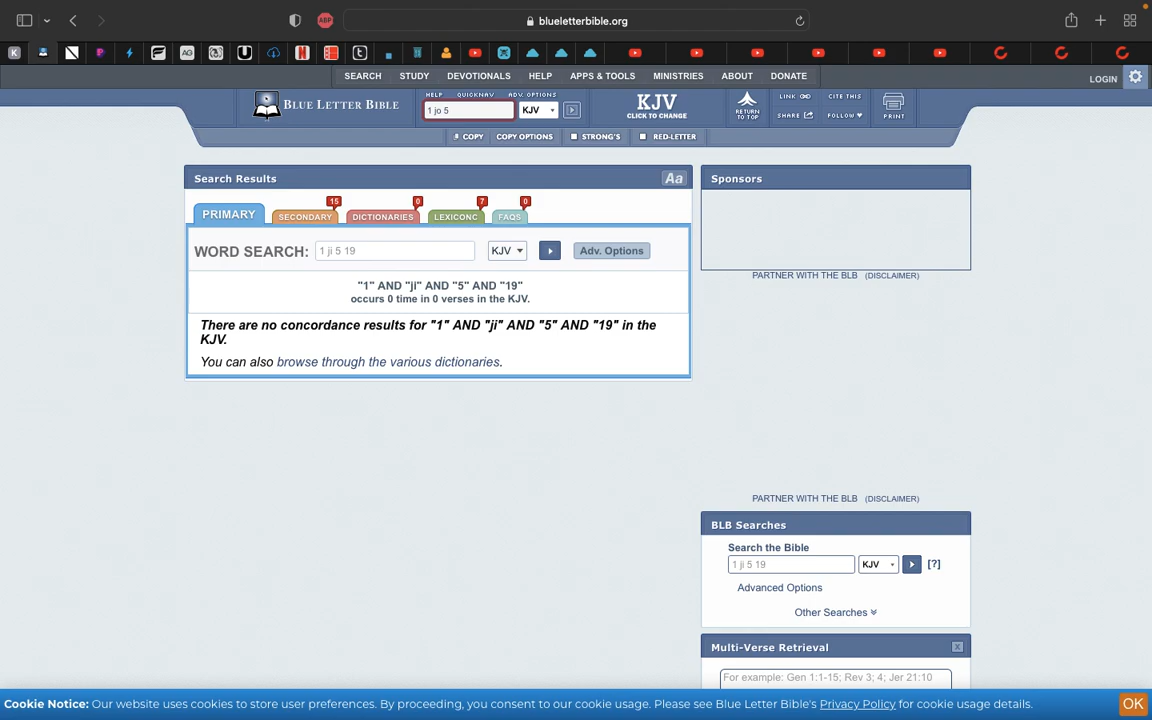 blueletterbible.org
SEARCH STUDY DEVOTIONALS HELP APPS & TOOLS MINISTRIES ABOUT DONATE
LOGIN
HELP QUICKNAV ADV. OPTIONS
BLUE LETTER BIBLE
1 jo 5
KJV
KJV
CLICK TO CHANGE
RETURN
TO TOP
LINK
CITE THIS
SHARE
FOLLOW
PRINT
COPY COPY OPTIONS STRONG'S RED-LETTER
Search Results
Aa
15 0 7 0
PRIMARY SECONDARY DICTIONARIES LEXICONC FAQS
WORD SEARCH: 1 ji 5 19 KJV Adv. Options
"1" AND "ji" AND "5" AND "19"
occurs 0 time in 0 verses in the KJV.
There are no concordance results for "1" AND "ji" AND "5" AND "19" in the
KJV.
You can also browse through the various dictionaries.
Sponsors
PARTNER WITH THE BLB (DISCLAIMER)
PARTNER WITH THE BLB (DISCLAIMER)
BLB Searches
Search the Bible
1 ji 5 19 KJV [?]
Advanced Options
Other Searches
Multi-Verse Retrieval x
For example: Gen 1:1-15; Rev 3; 4; Jer 21:10
Cookie Notice: Our website uses cookies to store user preferences. By proceeding, you consent to our cookie usage. Please see Blue Letter Bible's Privacy Policy for cookie usage details. OK